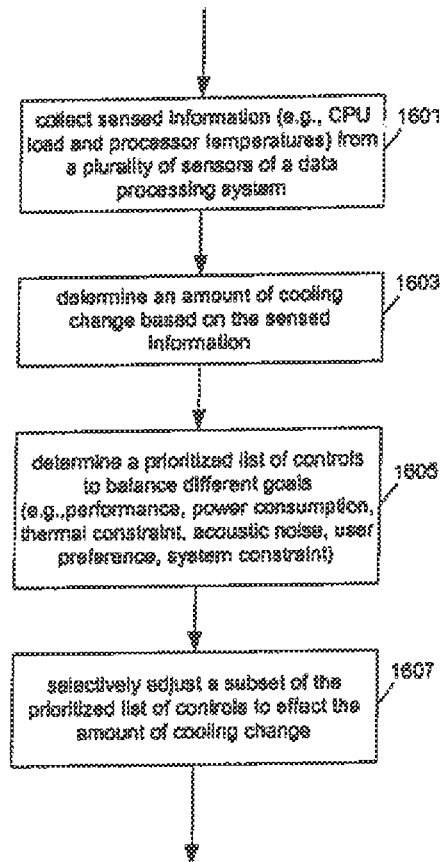 collect sensed information (e.g., CPU
load and processor temperatures) from
a plurality of sensors of a data
processing system
1601
determine an amount of cooling
change based on the sensed
information
1603
determine a prioritized list of controls
to balance different goals
(e.g.,performance, power consumption,
thermal constraint, acoustic noise, user
preference, system constraint)
1605
selectively adjust a subset of the
prioritized list of controls to effect the
amount of cooling change
1607